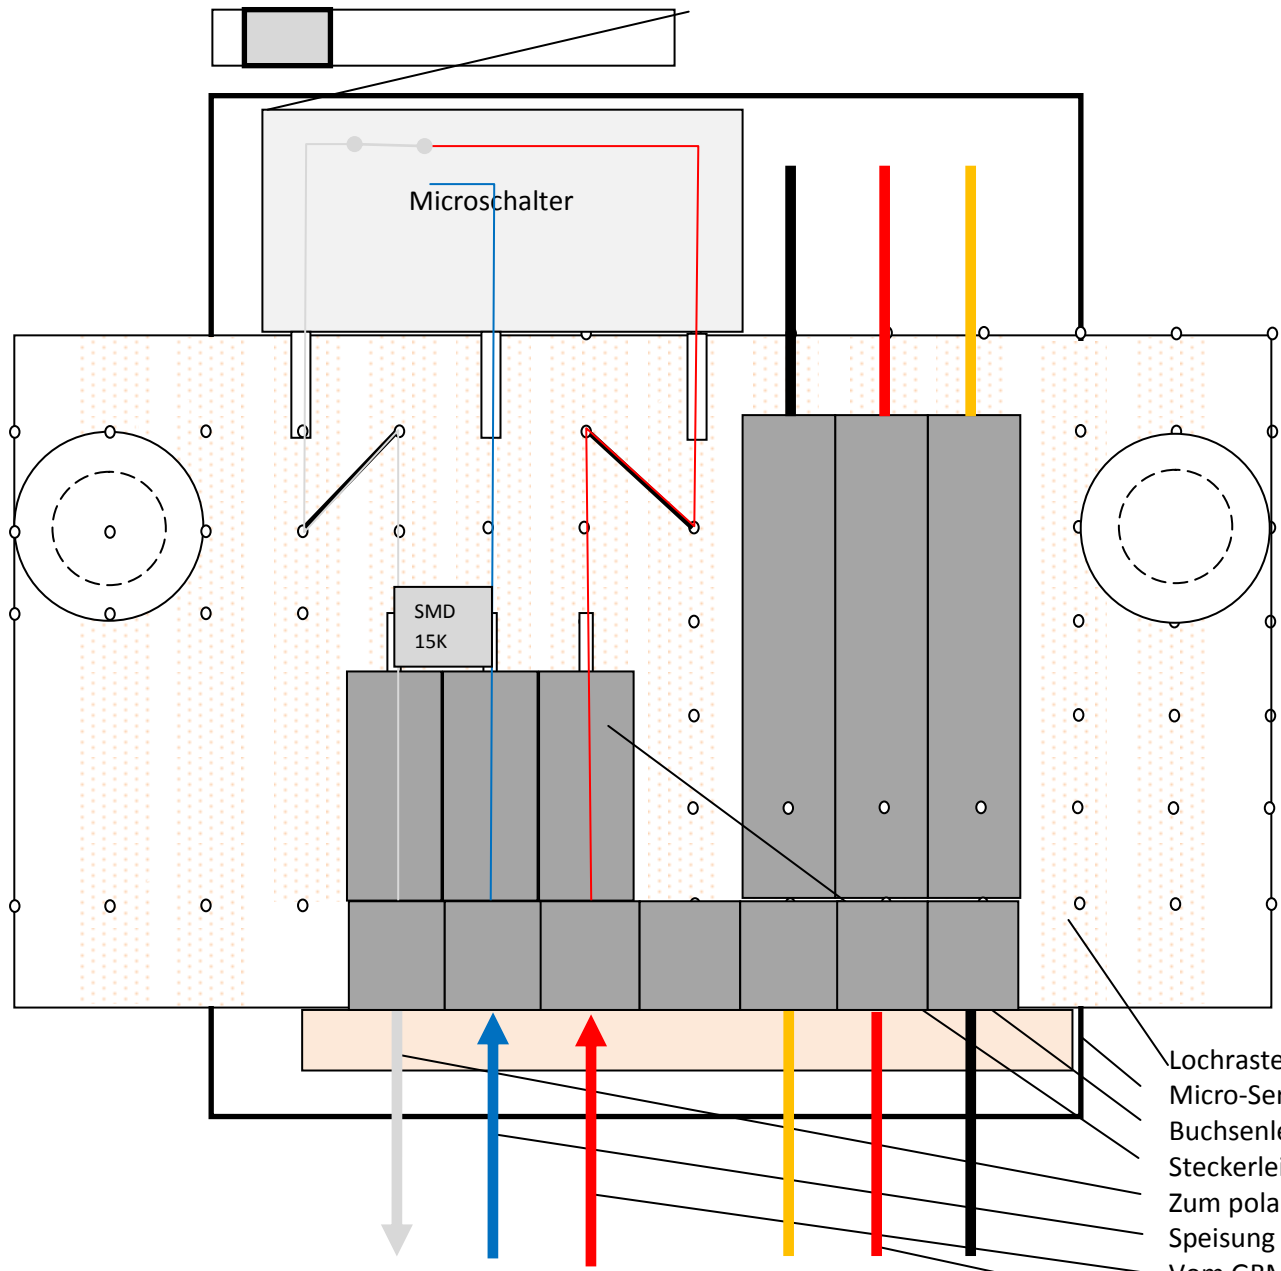 Microschalter
SMD
15K
Lochraste
Micro-Ser
Buchsenle
Steckerlei
Zum pola
Speisung